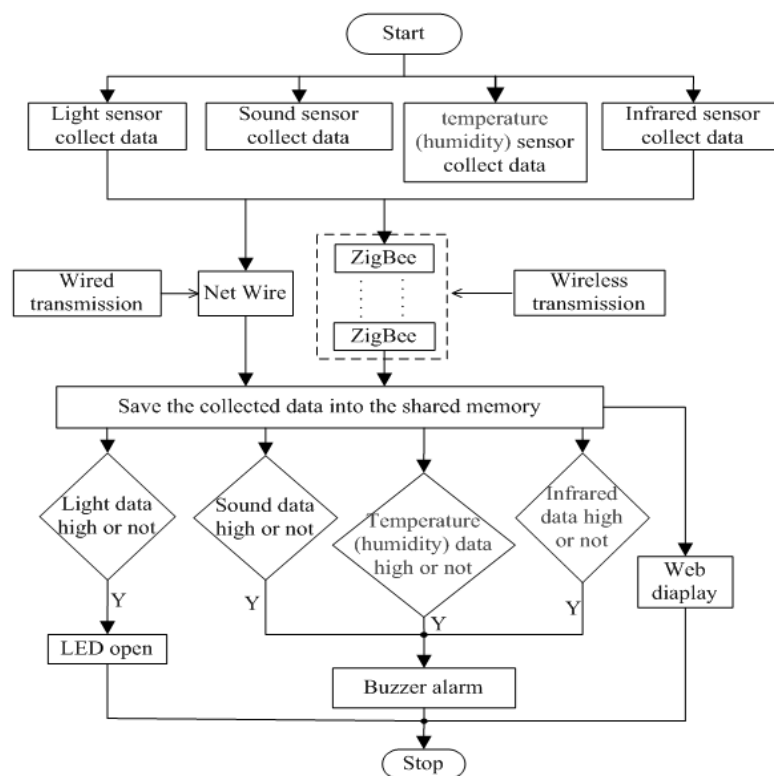 Start
Light sensor
collect data
Sound sensor
collect data
temperature
(humidity) sensor
collect data
Infrared sensor
collect data
Wired
transmission
Net Wire
ZigBee
ZigBee
Wireless
transmission
Save the collected data into the shared memory
Light data
high or not
Sound data
high or not
Temperature
(humidity) data
high or not
Infrared
data high
or not
Web
diaplay
Y
Y
Y
Y
LED open
Buzzer alarm
Stop